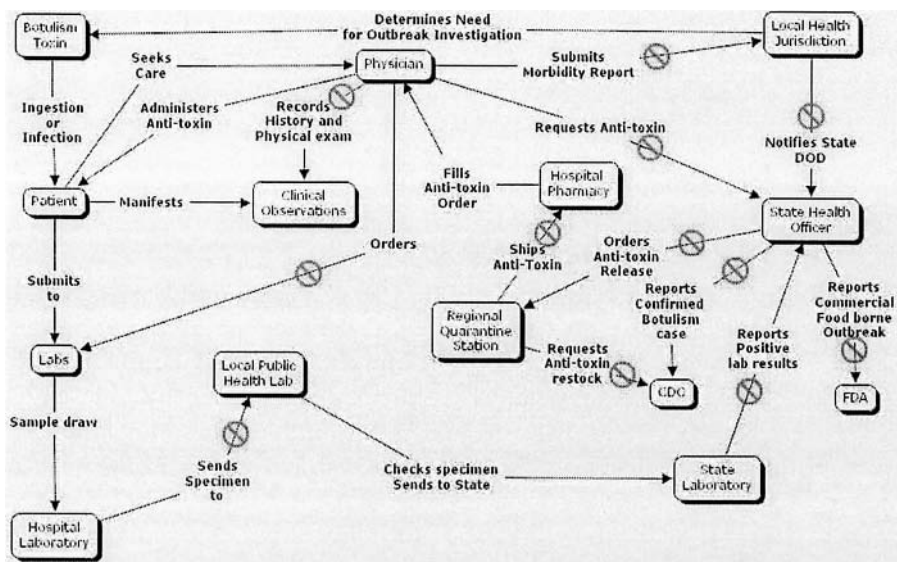 Botulism
Toxin
Determines Need
for Outbreak Investigation
Local Health
Jurisdiction
Seeks
Care
Physician
Submits
Morbidity Report
Ingestion
or
Infection
Administers
Anti-toxin
Records
History and
Physical exam
Requests Anti-toxin
Notifies State
DOD
Fills
Anti-toxin
Order
Hospital
Pharmacy
Patient
Manifests
Clinical
Observations
State Health
Officer
Orders
Ships
Anti-Toxin
Orders
Anti-toxin
Release
Submits
to
Reports
Confirmed
Botulism
case
Reports
Commercial
Food borne
Outbreak
Regional
Quarantine
Station
Reports
Positive
lab results
Labs
Local Public
Health Lab
Requests
Anti-toxin
restock
CDC
FDA
Sample draw
Sends
Specimen
to
Checks specimen
Sends to State
State
Laboratory
Hospital
Laboratory